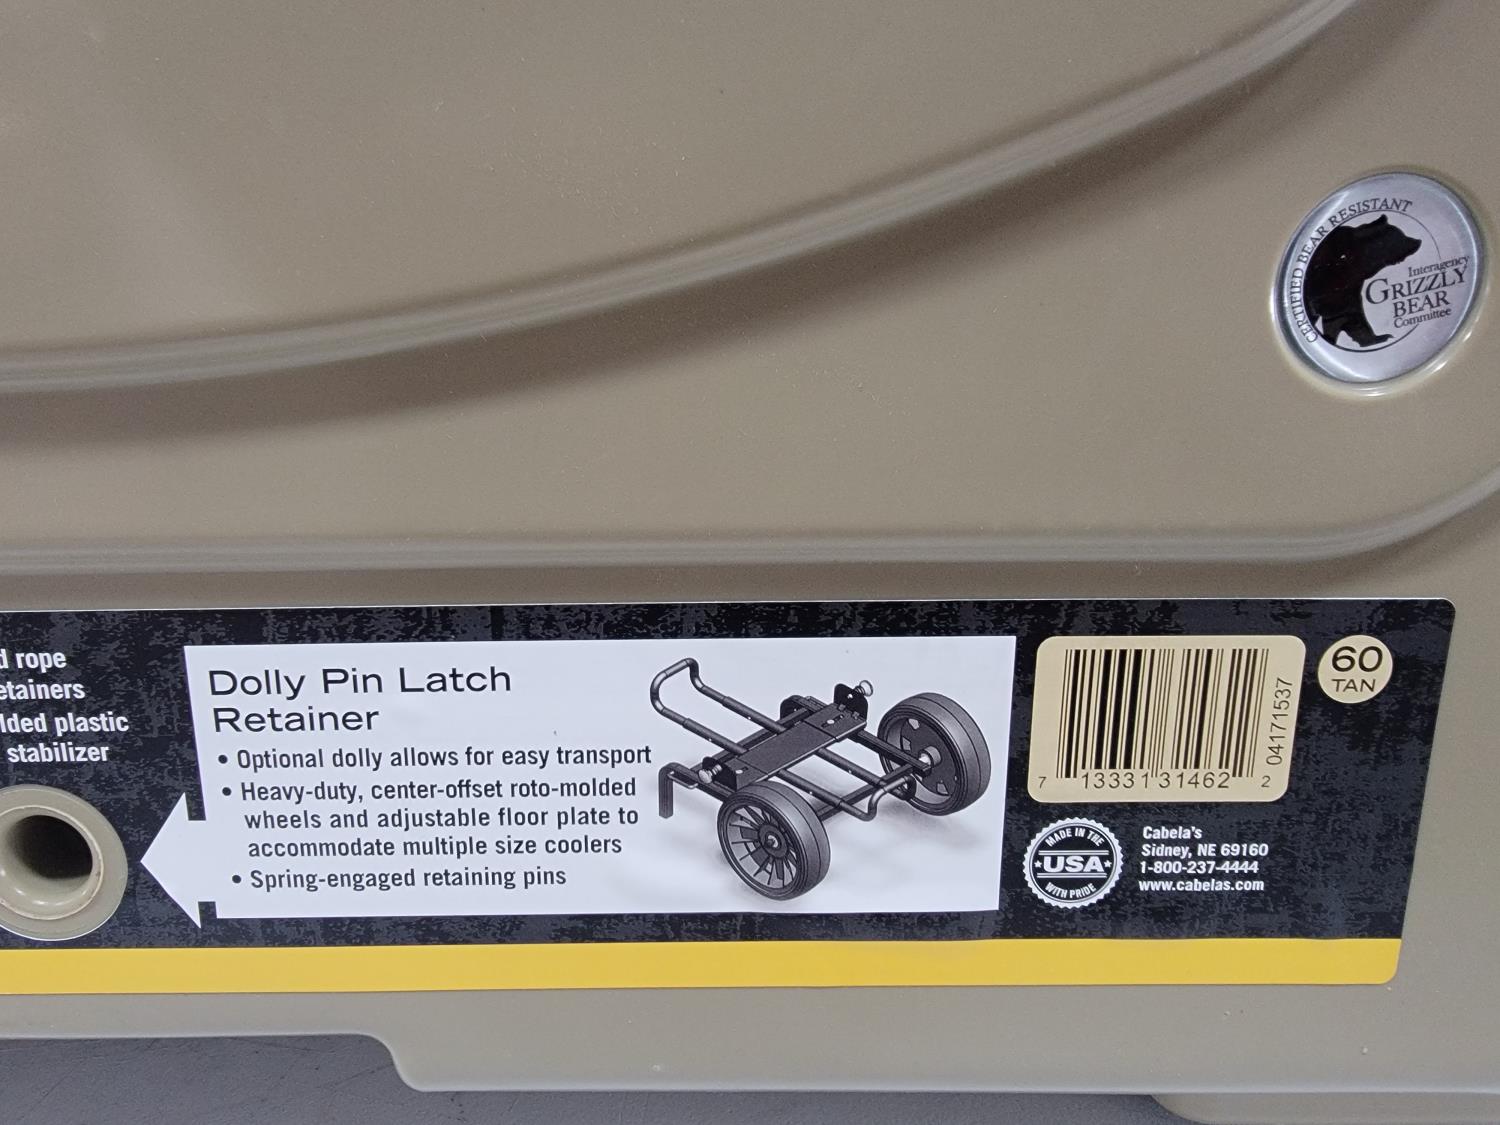 CERTIFIED BEAR RESISTANT
Interagency
GRIZZLY
BEAR
Committee
d rope
etainers
lded plastic
stabilizer
Dolly Pin Latch
Retainer
• Optional dolly allows for easy transport
• Heavy-duty, center-offset roto-molded
wheels and adjustable floor plate to
accommodate multiple size coolers
• Spring-engaged retaining pins
7 13331 31462 2
04171537
60
TAN
MADE IN THE
USA
WITH PRIDE
Cabela's
Sidney, NE 69160
1-800-237-4444
www.cabelas.com